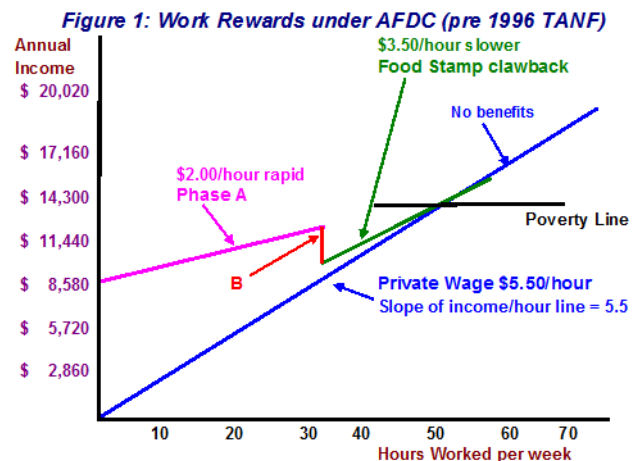 Figure 1: Work Rewards under AFDC (pre 1996 TANF)
Annual
Income
$3.50/hour slower
Food Stamp clawback
$ 20,020
No benefits
$ 17,160
$2.00/hour rapid
Phase A
$ 14,300
Poverty Line
$ 11,440
B
$ 8,580
Private Wage $5.50/hour
Slope of income/hour line = 5.5
$ 5,720
$ 2,860
10 20 30 40 50 60 70
Hours Worked per week